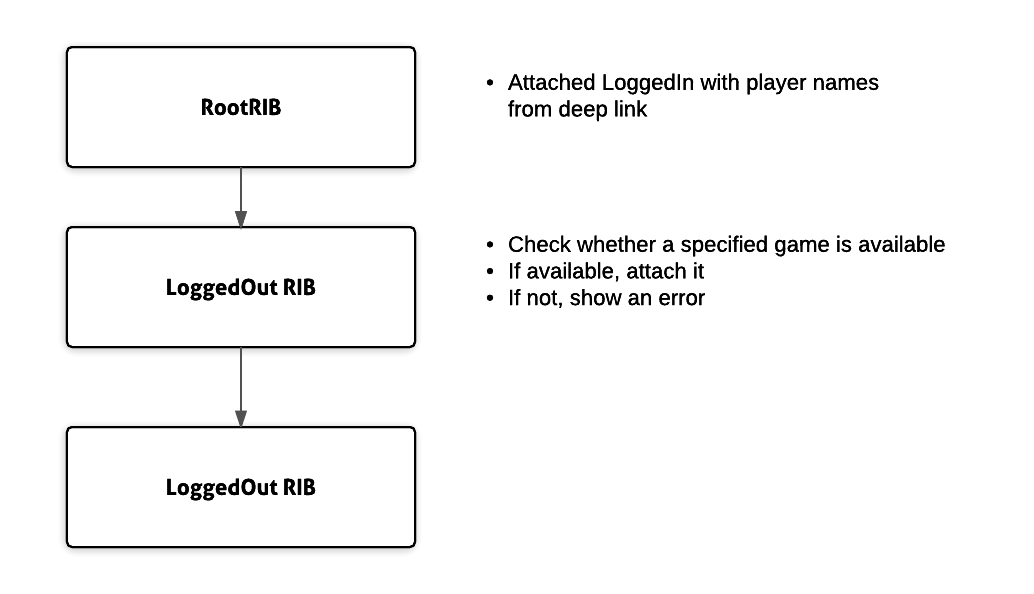 RootRIB
• Attached LoggedIn with player names
from deep link
LoggedOut RIB
• Check whether a specified game is available
• If available, attach it
• If not, show an error
LoggedOut RIB